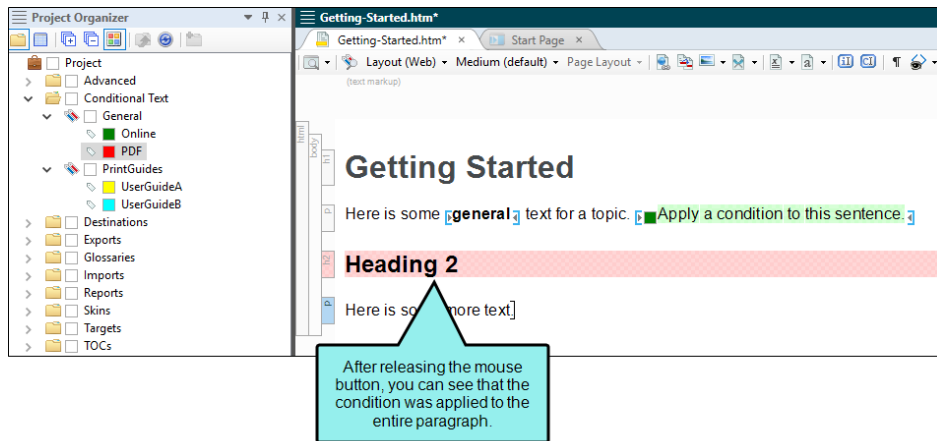 Project Organizer
Getting-Started.htm*
Getting-Started.htm* ×
Start Page ×
Layout (Web)
Medium (default)
Page Layout
(text markup)
Project
Advanced
Conditional Text
General
Online
PDF
PrintGuides
UserGuideA
UserGuideB
Destinations
Exports
Glossaries
Imports
Reports
Skins
Targets
TOCs
html
body
h1
Getting Started
p
Here is some general text for a topic. Apply a condition to this sentence.
h2
Heading 2
p
Here is so more text
After releasing the mouse
button, you can see that the
condition was applied to the
entire paragraph.